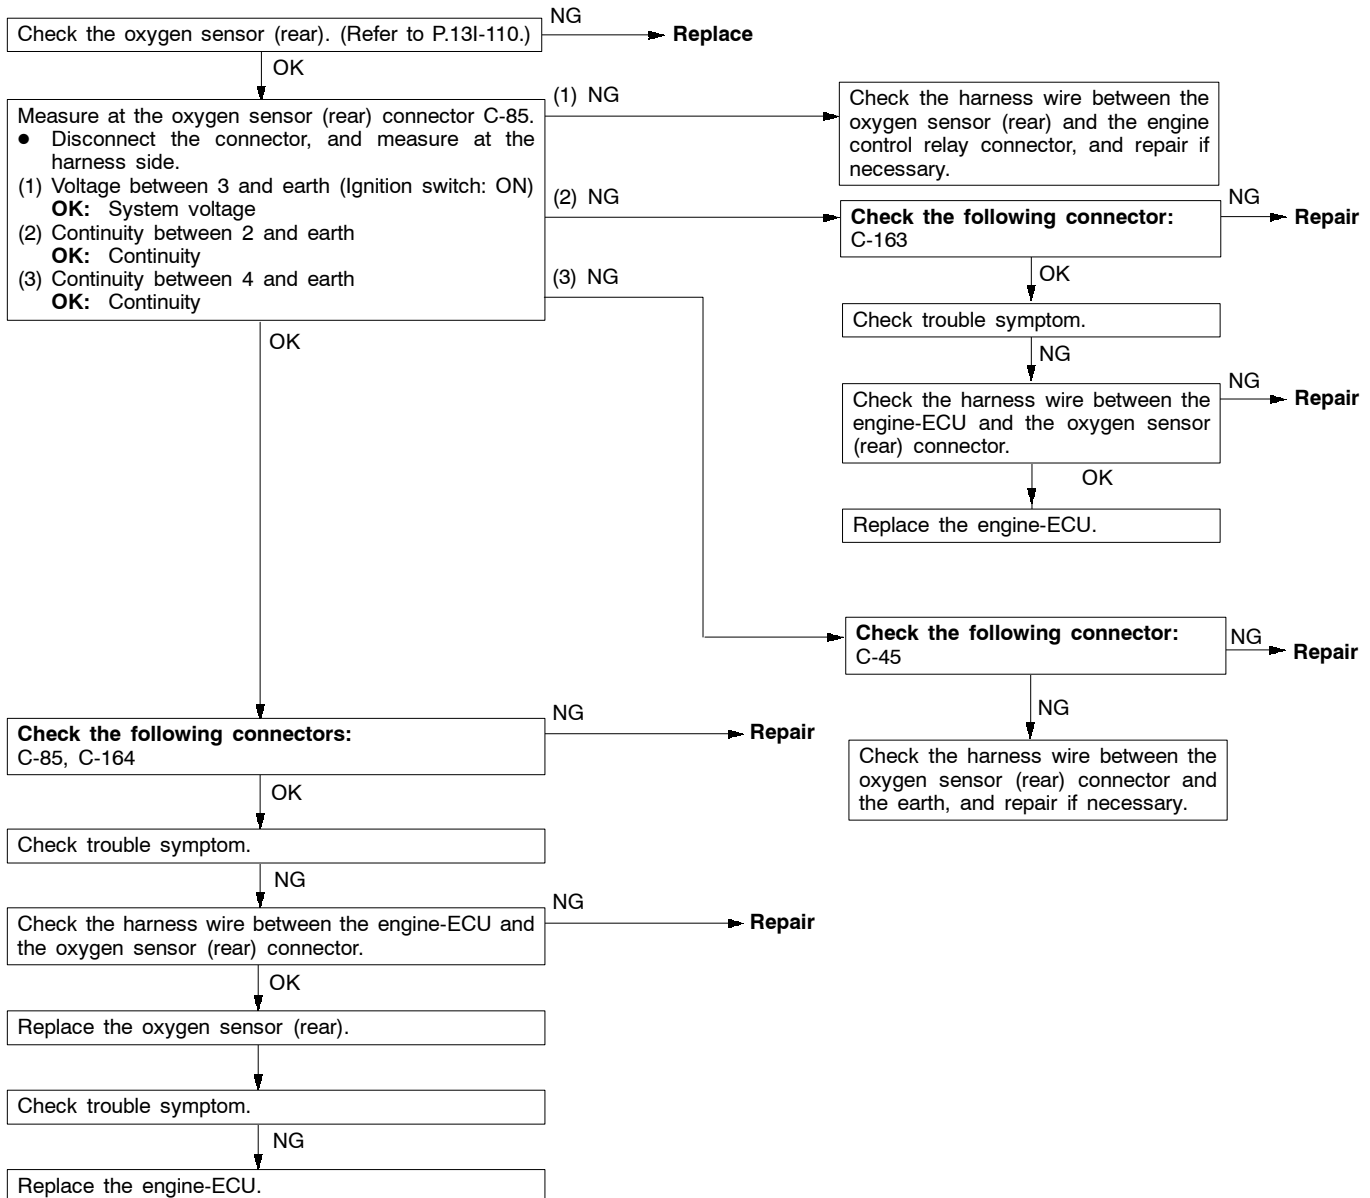 Check the oxygen sensor (rear). (Refer to P.13I-110.)
NG
Replace
OK
Measure at the oxygen sensor (rear) connector C-85.
● Disconnect the connector, and measure at the
harness side.
(1) Voltage between 3 and earth (Ignition switch: ON)
OK: System voltage
(2) Continuity between 2 and earth
OK: Continuity
(3) Continuity between 4 and earth
OK: Continuity
(1) NG
Check the harness wire between the
oxygen sensor (rear) and the engine
control relay connector, and repair if
necessary.
(2) NG
Check the following connector:
C-163
NG
Repair
OK
Check trouble symptom.
NG
Check the harness wire between the
engine-ECU and the oxygen sensor
(rear) connector.
NG
Repair
OK
Replace the engine-ECU.
(3) NG
Check the following connector:
C-45
NG
Repair
NG
Check the harness wire between the
oxygen sensor (rear) connector and
the earth, and repair if necessary.
OK
Check the following connectors:
C-85, C-164
NG
Repair
OK
Check trouble symptom.
NG
Check the harness wire between the engine-ECU and
the oxygen sensor (rear) connector.
NG
Repair
OK
Replace the oxygen sensor (rear).
Check trouble symptom.
NG
Replace the engine-ECU.